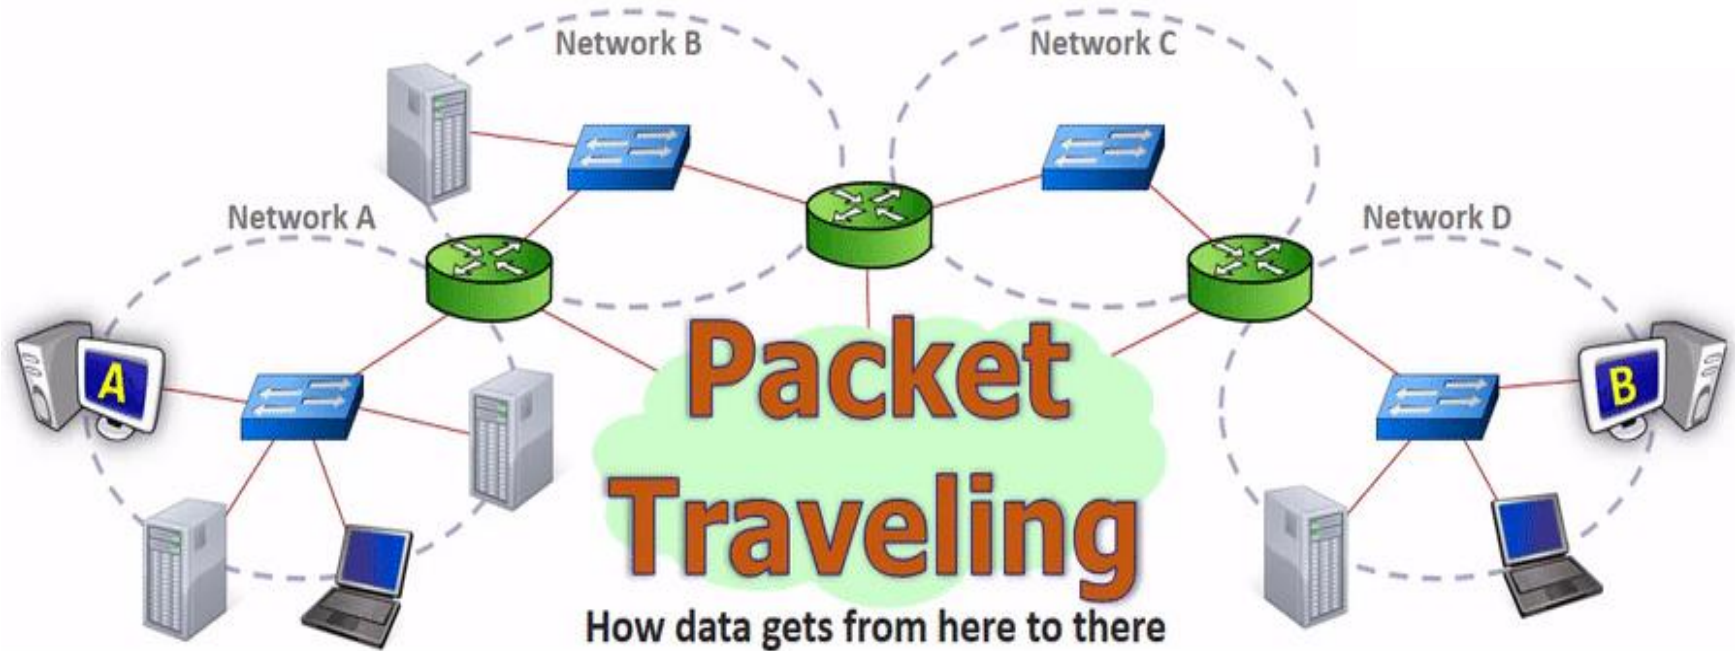 Network B
Network C
Network A
Network D
A
B
Packet
Traveling
How data gets from here to there